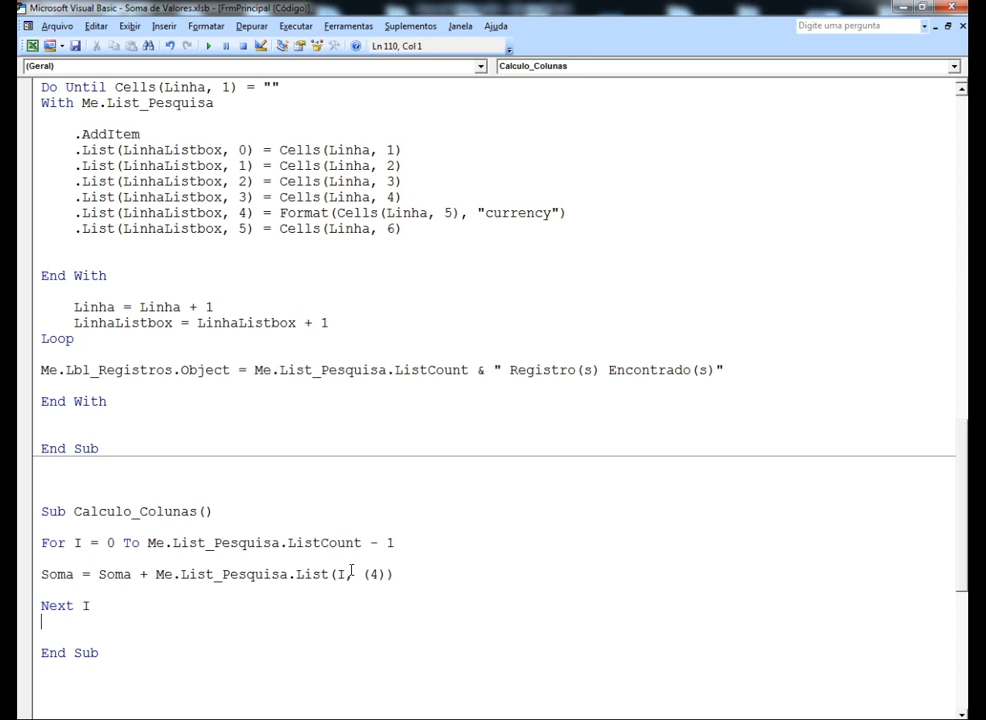 Microsoft Visual Basic - Soma de Valores.xlsb - [FrmPrincipal (Código)]
Arquivo Editar Exibir Inserir Formatar Depurar Executar Ferramentas Suplementos Janela Ajuda Digite uma pergunta
Ln 110, Col 1
(Geral) Calculo_Colunas
Do Until Cells(Linha, 1) = ""
With Me.List_Pesquisa
.AddItem
.List(LinhaListbox, 0) = Cells(Linha, 1)
.List(LinhaListbox, 1) = Cells(Linha, 2)
.List(LinhaListbox, 2) = Cells(Linha, 3)
.List(LinhaListbox, 3) = Cells(Linha, 4)
.List(LinhaListbox, 4) = Format(Cells(Linha, 5), "currency")
.List(LinhaListbox, 5) = Cells(Linha, 6)
End With
Linha = Linha + 1
LinhaListbox = LinhaListbox + 1
Loop
Me.Lbl_Registros.Object = Me.List_Pesquisa.ListCount & " Registro(s) Encontrado(s)"
End With
End Sub
Sub Calculo_Colunas()
For I = 0 To Me.List_Pesquisa.ListCount - 1
Soma = Soma + Me.List_Pesquisa.List(I, (4))
Next I
End Sub